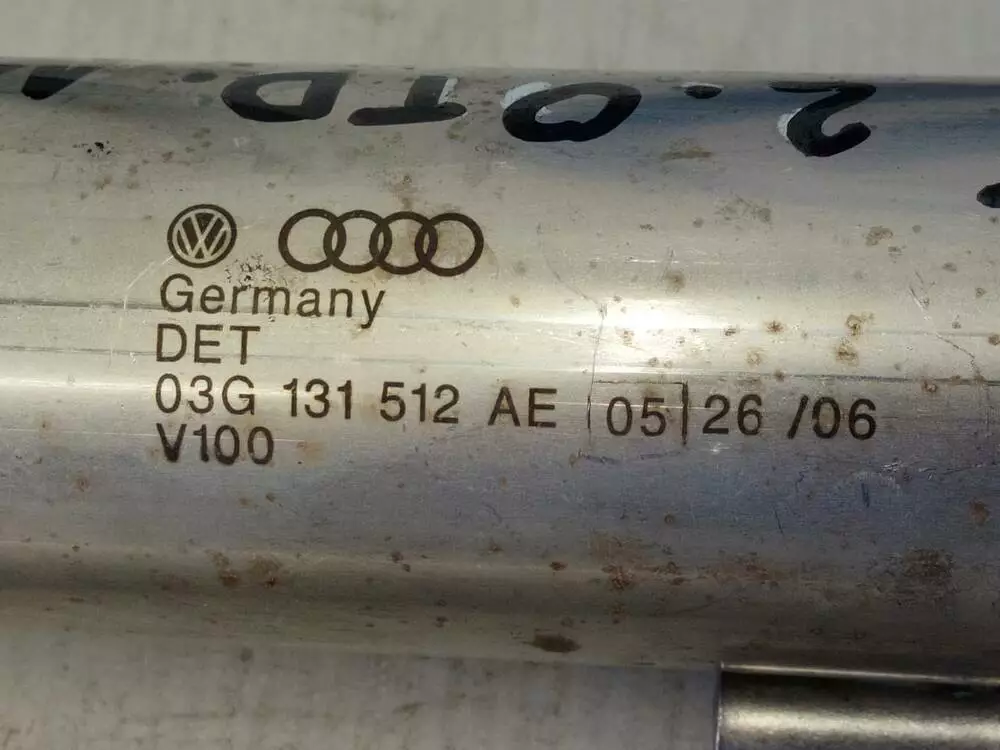 2.0TD
Germany
DET
03G 131 512 AE 05 26 /06
V100